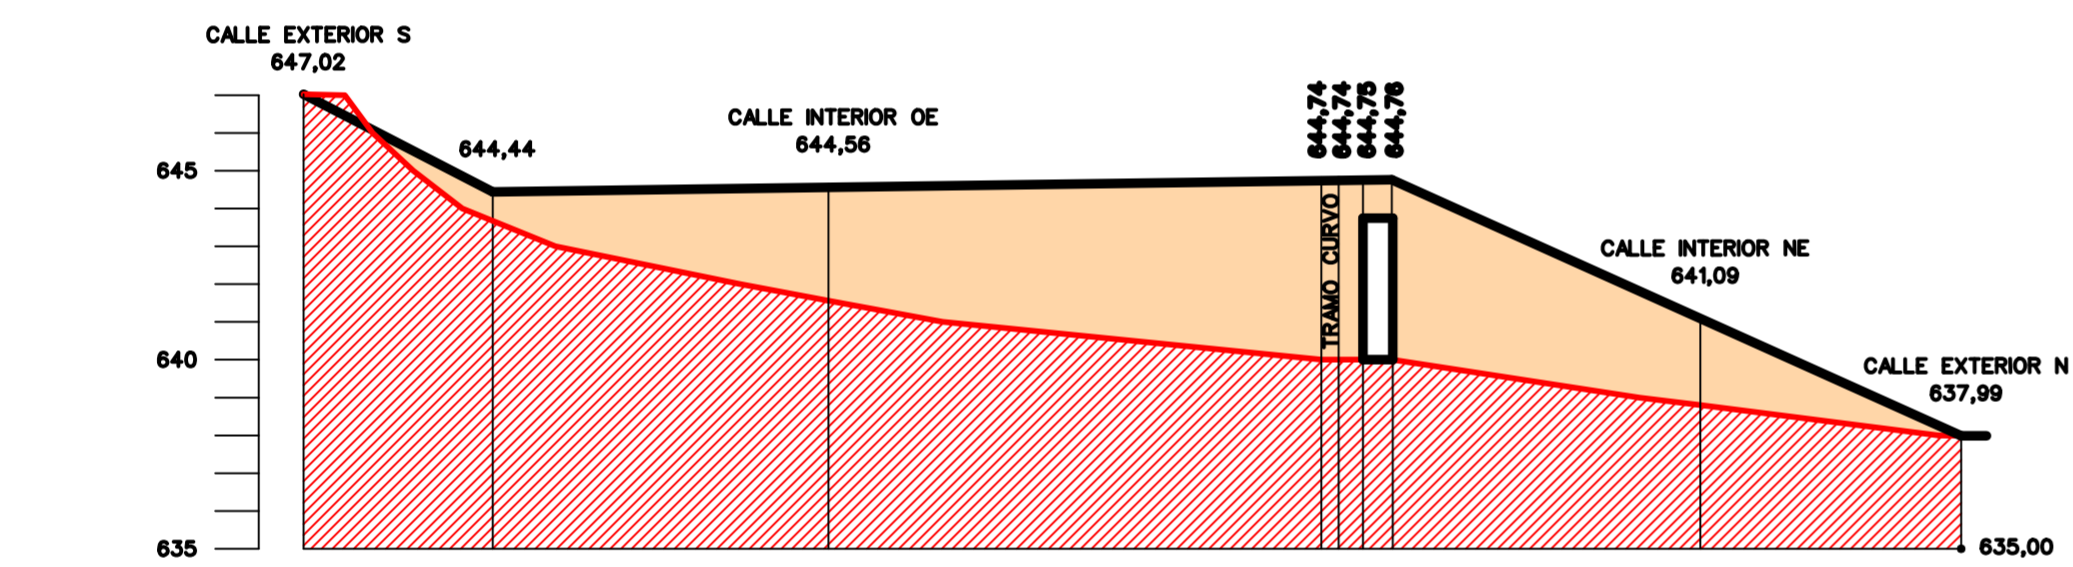 CALLE EXTERIOR S
647,02
644,44
CALLE INTERIOR OE
644,56
644,74
644,74
644,75
644,76
TRAMO CURVO
CALLE INTERIOR NE
641,09
CALLE EXTERIOR N
637,99
645
640
635
635,00